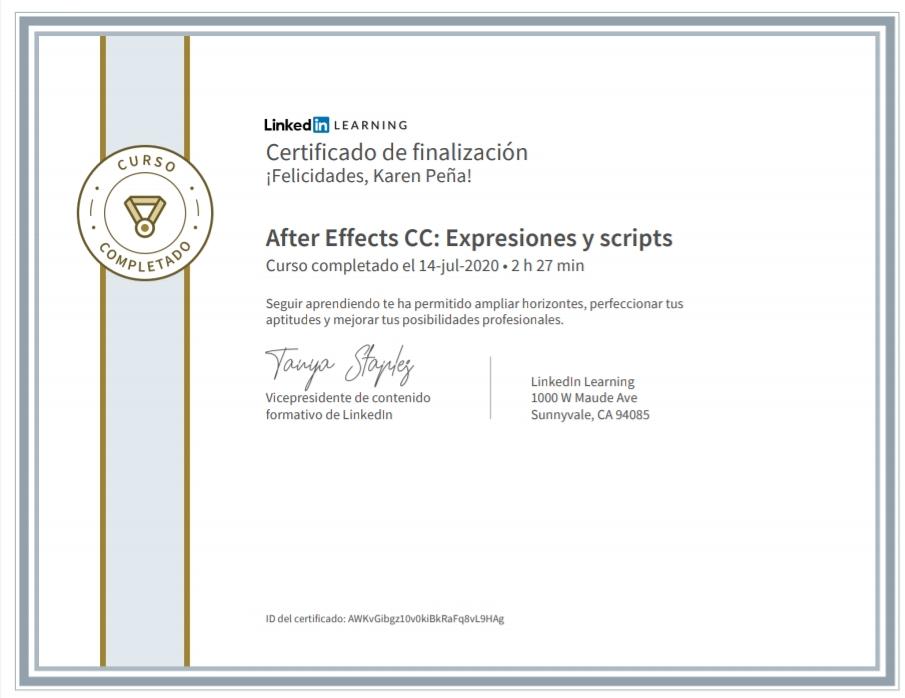 CURSO
COMPLETADO
Linkedin LEARNING
Certificado de finalización
¡Felicidades, Karen Peña!
After Effects CC: Expresiones y scripts
Curso completado el 14-jul-2020 • 2 h 27 min
Seguir aprendiendo te ha permitido ampliar horizontes, perfeccionar tus
aptitudes y mejorar tus posibilidades profesionales.
Tanya Staples
Vicepresidente de contenido
formativo de LinkedIn
LinkedIn Learning
1000 W Maude Ave
Sunnyvale, CA 94085
ID del certificado: AWKvGibgz10v0kiBkRaFq8vL9HAg